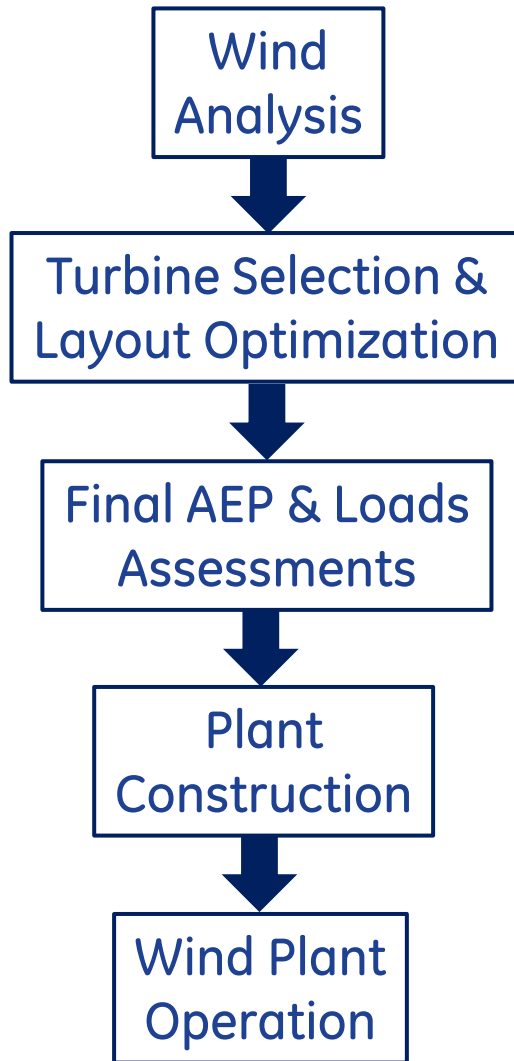 Wind
Analysis
Turbine Selection &
Layout Optimization
Final AEP & Loads
Assessments
Plant
Construction
Wind Plant
Operation